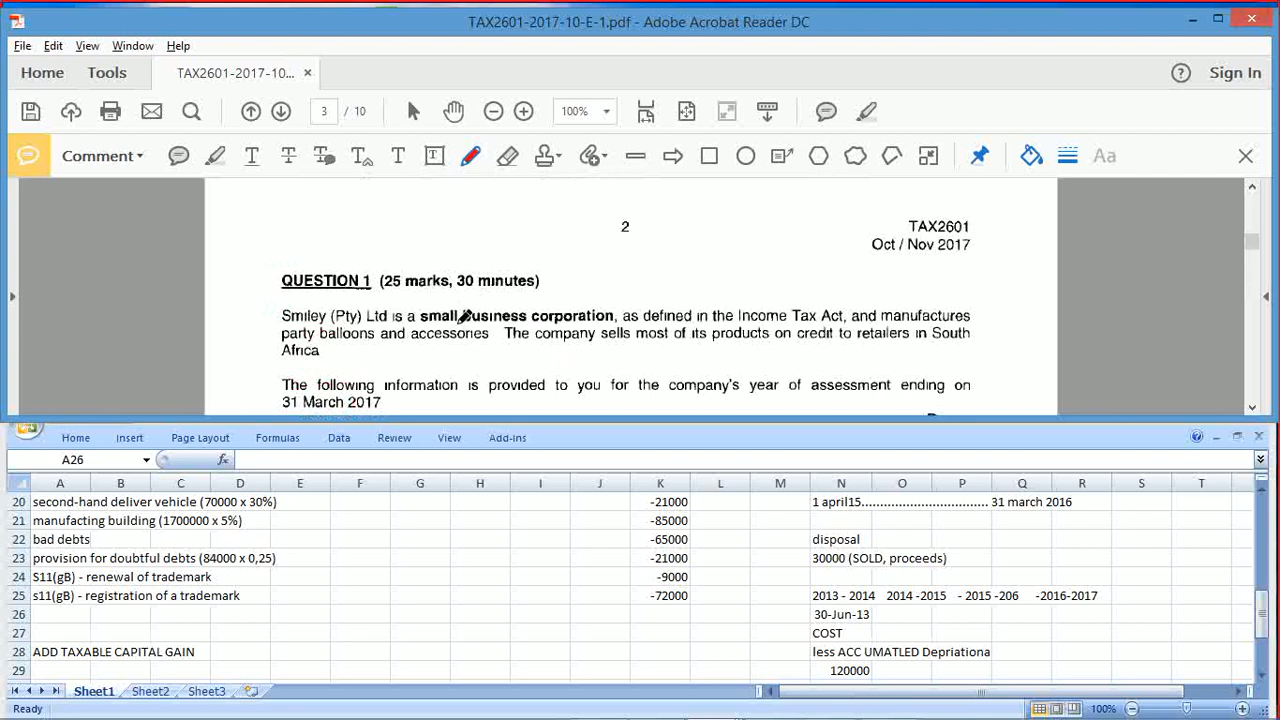 TAX2601-2017-10-E-1.pdf - Adobe Acrobat Reader DC
File Edit View Window Help
Home Tools TAX2601-2017-10... × Sign In
3 / 10 100%
Comment Aa
2 TAX2601
Oct / Nov 2017
QUESTION 1 (25 marks, 30 minutes)
Smiley (Pty) Ltd is a small business corporation, as defined in the Income Tax Act, and manufactures
party balloons and accessories The company sells most of its products on credit to retailers in South
Africa
The following information is provided to you for the company's year of assessment ending on
31 March 2017
Home Insert Page Layout Formulas Data Review View Add-Ins
A26 fx
A B C D E F G H I J K L M N O P Q R S T
20 second-hand deliver vehicle (70000 x 30%) -21000 1 april15.................................. 31 march 2016
21 manufacting building (1700000 x 5%) -85000
22 bad debts -65000 disposal
23 provision for doubtful debts (84000 x 0,25) -21000 30000 (SOLD, proceeds)
24 S11(gB) - renewal of trademark -9000
25 s11(gB) - registration of a trademark -72000 2013 - 2014 2014 -2015 - 2015 -206 -2016-2017
26 30-Jun-13
27 COST
28 ADD TAXABLE CAPITAL GAIN less ACC UMATLED Depriationa
29 120000
Sheet1 Sheet2 Sheet3
Ready 100%